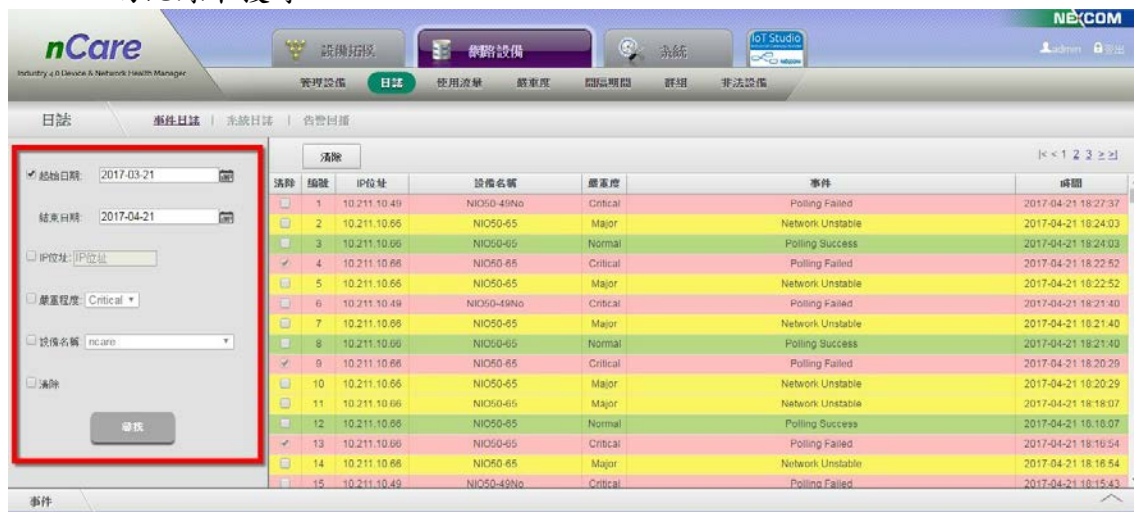 NEXCOM
nCare
Industry 4.0 Device & Network Health Manager
設備拓樸 網路設備 系統 IoT Studio
admin 登出
管理設備 日誌 使用流量 嚴重度 間隔期間 群組 非法設備
日誌 事件日誌 | 系統日誌 | 告警回播
清除 |< < 1 2 3 > >|
起始日期: 2017-03-21
結束日期: 2017-04-21
IP位址: IP位址
嚴重程度: Critical
設備名稱 ncare
清除
尋找
清除 編號 IP位址 設備名稱 嚴重度 事件 時間
1 10.211.10.49 NIO50-49No Critical Polling Failed 2017-04-21 18:27:37
2 10.211.10.66 NIO50-65 Major Network Unstable 2017-04-21 18:24:03
3 10.211.10.66 NIO50-65 Normal Polling Success 2017-04-21 18:24:03
4 10.211.10.66 NIO50-65 Critical Polling Failed 2017-04-21 18:22:52
5 10.211.10.66 NIO50-65 Major Network Unstable 2017-04-21 18:22:52
6 10.211.10.49 NIO50-49No Critical Polling Failed 2017-04-21 18:21:40
7 10.211.10.66 NIO50-65 Major Network Unstable 2017-04-21 18:21:40
8 10.211.10.66 NIO50-65 Normal Polling Success 2017-04-21 18:21:40
9 10.211.10.66 NIO50-65 Critical Polling Failed 2017-04-21 18:20:29
10 10.211.10.66 NIO50-65 Major Network Unstable 2017-04-21 18:20:29
11 10.211.10.66 NIO50-65 Major Network Unstable 2017-04-21 18:18:07
12 10.211.10.66 NIO50-65 Normal Polling Success 2017-04-21 18:18:07
13 10.211.10.66 NIO50-65 Critical Polling Failed 2017-04-21 18:16:54
14 10.211.10.66 NIO50-65 Major Network Unstable 2017-04-21 18:16:54
15 10.211.10.49 NIO50-49No Critical Polling Failed 2017-04-21 18:15:43
事件